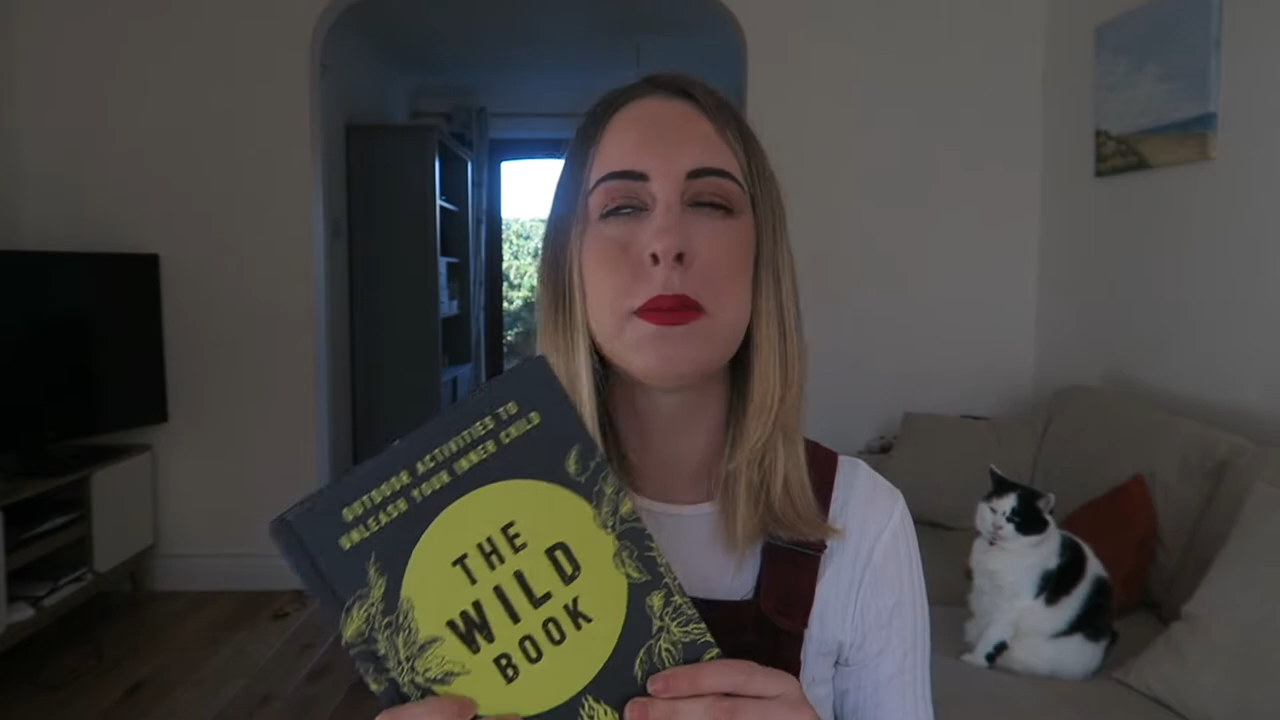 OUTDOOR ACTIVITIES TO
UNLEASH YOUR INNER CHILD
THE
WILD
BOOK